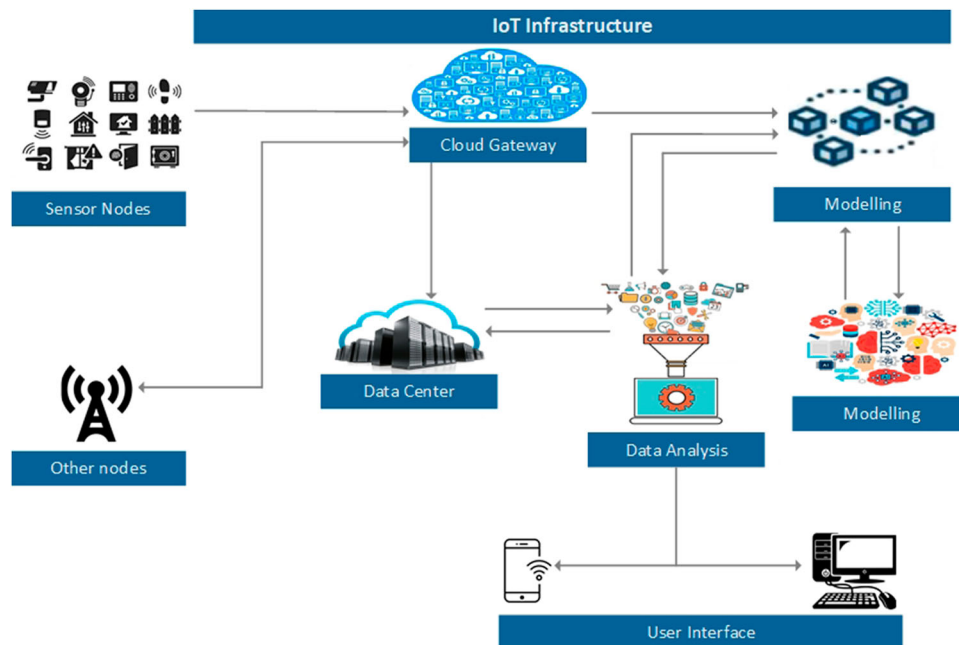 IoT Infrastructure
Cloud Gateway
Sensor Nodes
Modelling
Data Center
Modelling
Data Analysis
Other nodes
User Interface